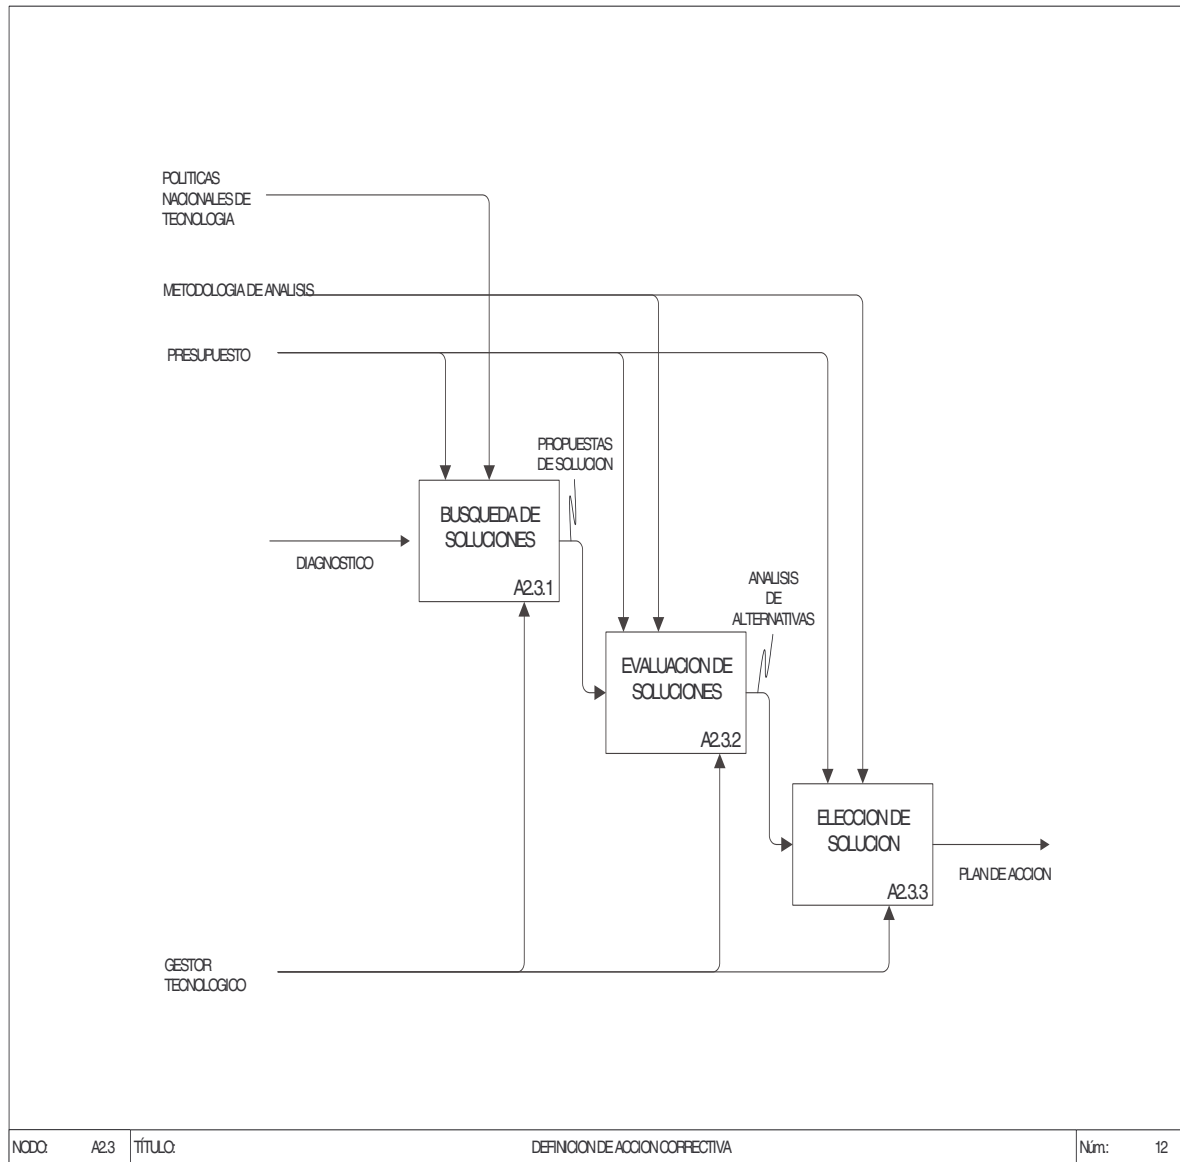 POLITICAS
NACIONALES DE
TECNOLOGIA
METODOLOGIA DE ANALISIS
PRESUPUESTO
PROPUESTAS
DE SOLUCION
BUSQUEDA DE
SOLUCIONES
A2.3.1
DIAGNOSTICO
ANALISIS
DE
ALTERNATIVAS
EVALUACION DE
SOLUCIONES
A2.3.2
ELECCION DE
SOLUCION
A2.3.3
PLAN DE ACCION
GESTOR
TECNOLOGICO
NODO: A2.3 TÍTULO: DEFINICION DE ACCION CORRECTIVA Núm.: 12